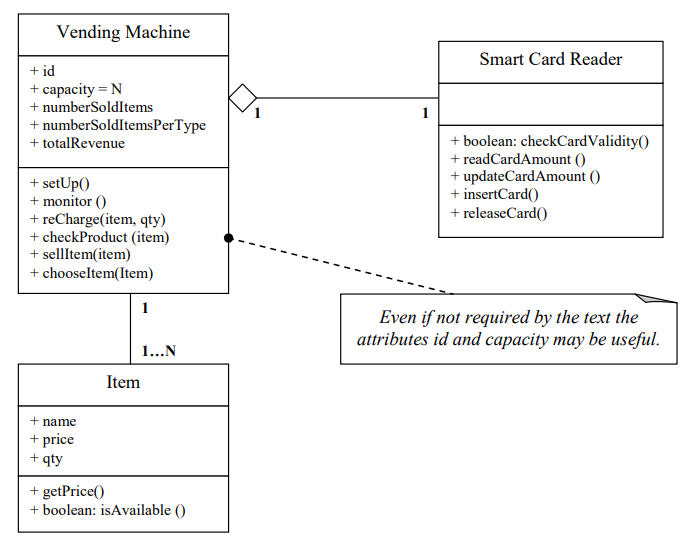 Vending Machine
+ id
+ capacity = N
+ numberSoldItems
+ numberSoldItemsPerType
+ totalRevenue
+ setUp()
+ monitor ()
+ reCharge(item, qty)
+ checkProduct (item)
+ sellItem(item)
+ chooseItem(Item)
1
1
Smart Card Reader
+ boolean: checkCardValidity()
+ readCardAmount ()
+ updateCardAmount ()
+ insertCard()
+ releaseCard()
Even if not required by the text the
attributes id and capacity may be useful.
1
1…N
Item
+ name
+ price
+ qty
+ getPrice()
+ boolean: isAvailable ()